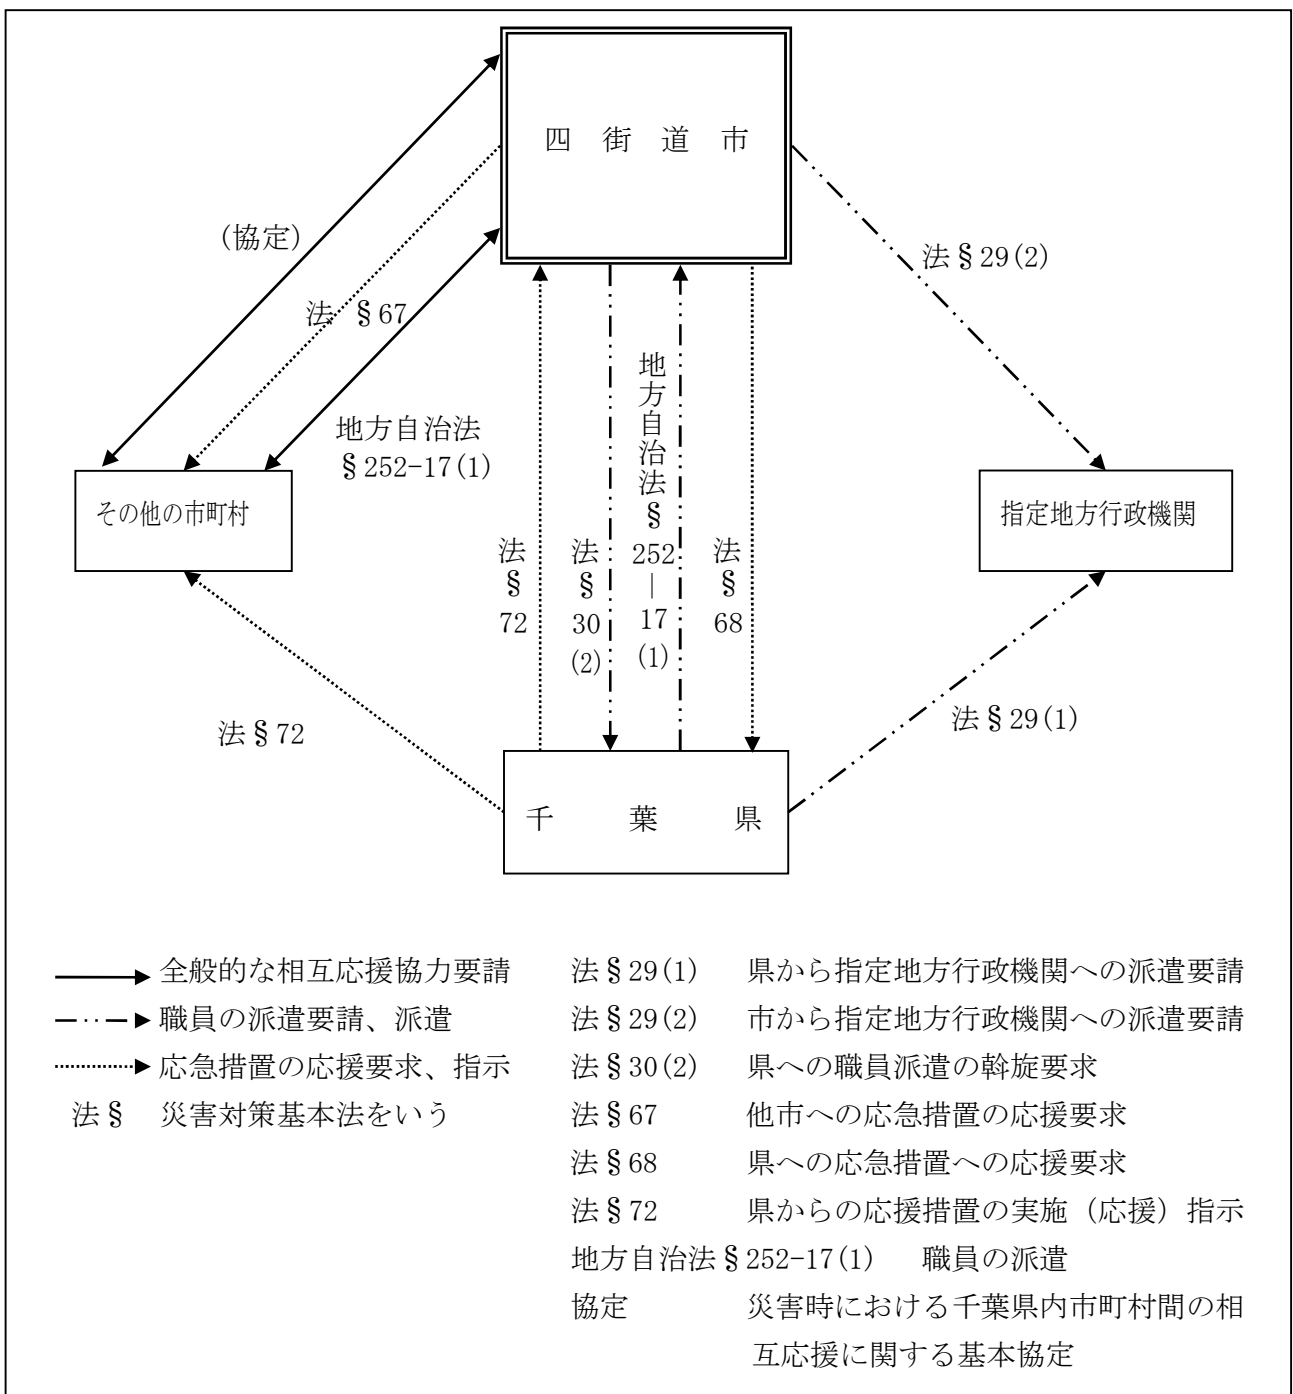 四街道市
(協定)
法§29(2)
法 §67
地方自治法
§252-17(1)
地方自治法§252-17(1)
その他の市町村
指定地方行政機関
法§72
法§30(2)
法§68
法§72
法§29(1)
千葉県
全般的な相互応援協力要請
職員の派遣要請、派遣
応急措置の応援要求、指示
法§ 災害対策基本法をいう
法§29(1) 県から指定地方行政機関への派遣要請
法§29(2) 市から指定地方行政機関への派遣要請
法§30(2) 県への職員派遣の斡旋要求
法§67 他市への応急措置の応援要求
法§68 県への応急措置への応援要求
法§72 県からの応援措置の実施（応援）指示
地方自治法§252-17(1) 職員の派遣
協定 災害時における千葉県内市町村間の相
互応援に関する基本協定